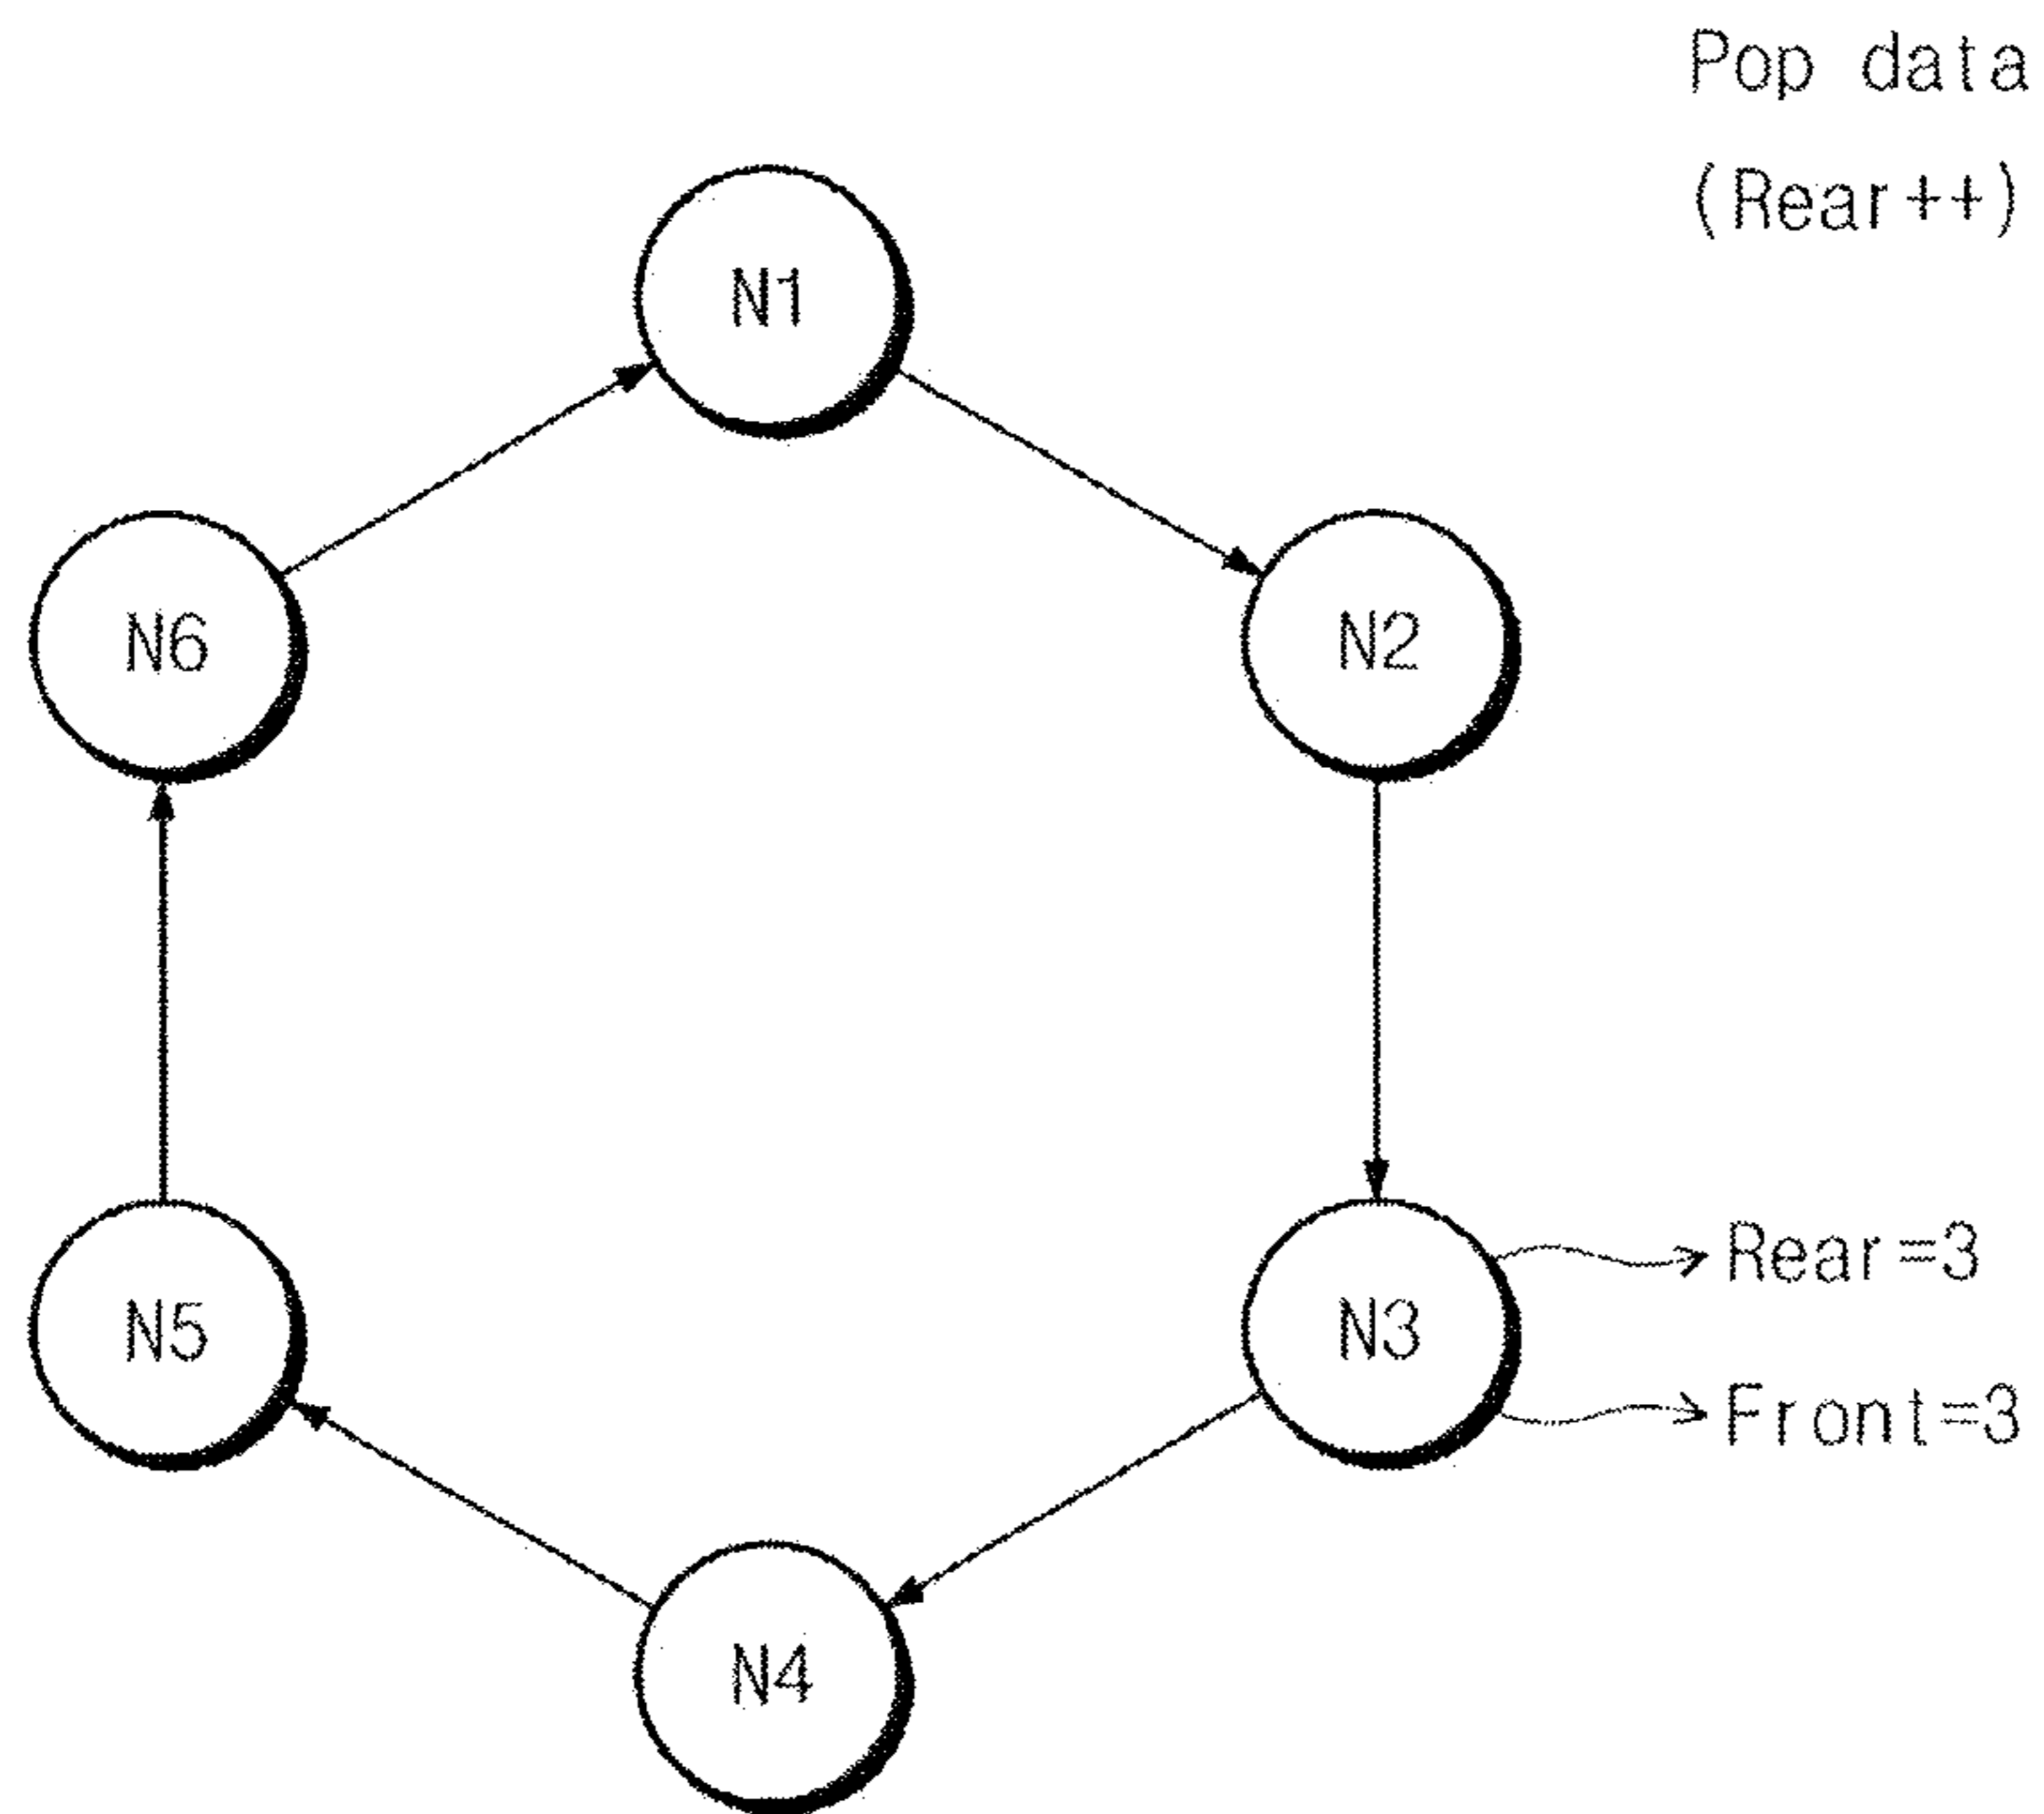 Pop data
(Rear++)
N1
N6
N2
Rear=3
N5
N3
Front=3
N4